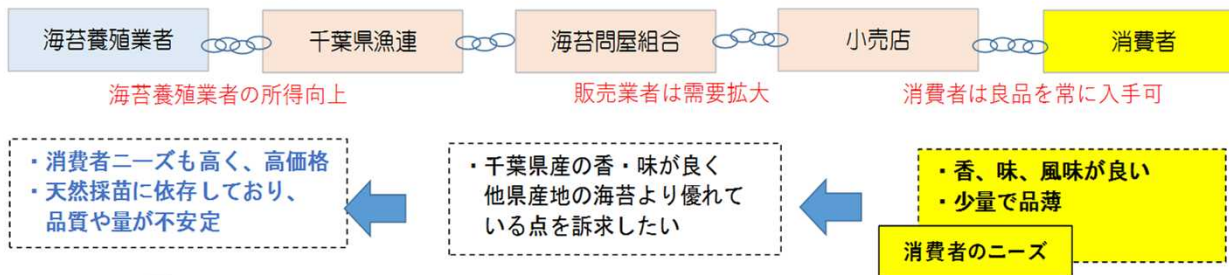 海苔養殖業者
千葉県漁連
海苔問屋組合
小売店
消費者
海苔養殖業者の所得向上
販売業者は需要拡大
消費者は良品を常に入手可
・消費者ニーズも高く、高価格
・天然採苗に依存しており、
品質や量が不安定
・千葉県産の香・味が良く
他県産地の海苔より優れて
いる点を訴求したい
・香、味、風味が良い
・少量で品薄
消費者のニーズ